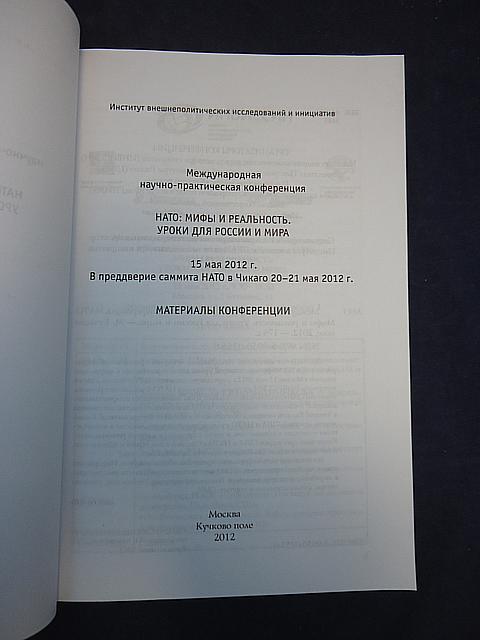 Институт внешнеполитических исследований и инициатив
Международная
научно-практическая конференция
НАТО: МИФЫ И РЕАЛЬНОСТЬ.
УРОКИ ДЛЯ РОССИИ И МИРА
15 мая 2012 г.
В преддверие саммита НАТО в Чикаго 20–21 мая 2012 г.
МАТЕРИАЛЫ КОНФЕРЕНЦИИ
Москва
Кучково поле
2012